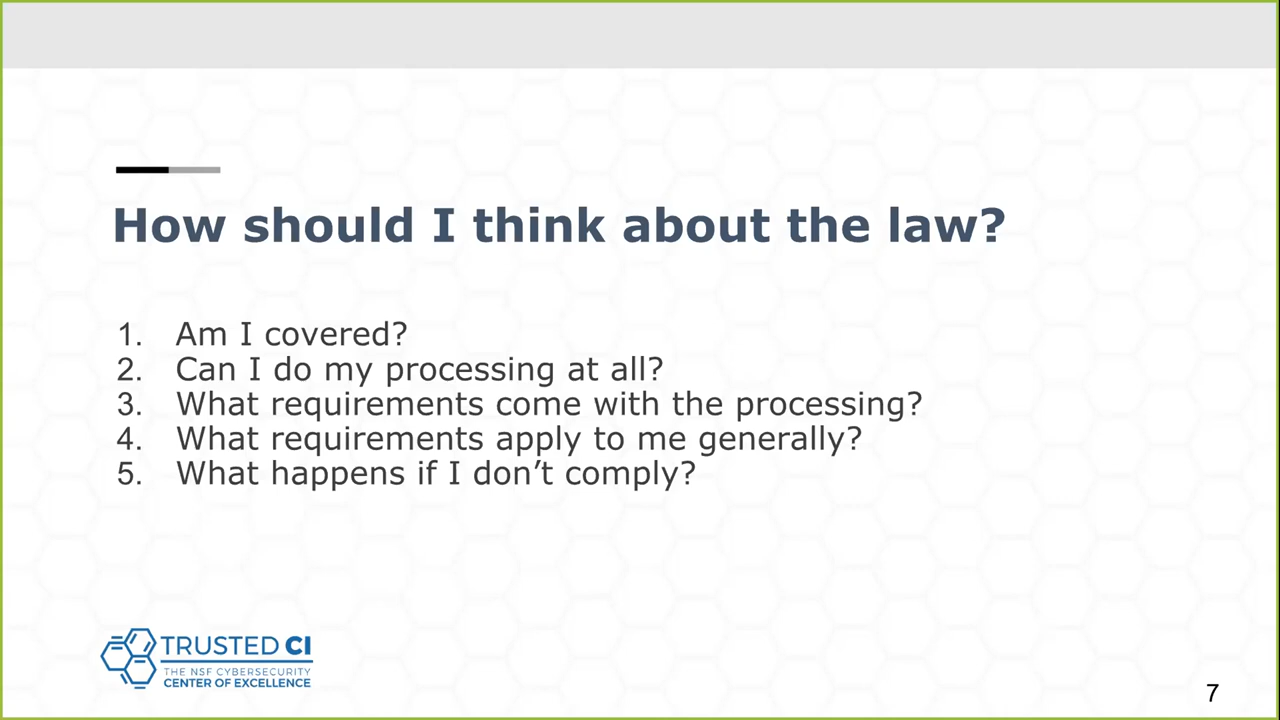 How should I think about the law?
1. Am I covered?
2. Can I do my processing at all?
3. What requirements come with the processing?
4. What requirements apply to me generally?
5. What happens if I don’t comply?
TRUSTED CI
THE NSF CYBERSECURITY
CENTER OF EXCELLENCE
7